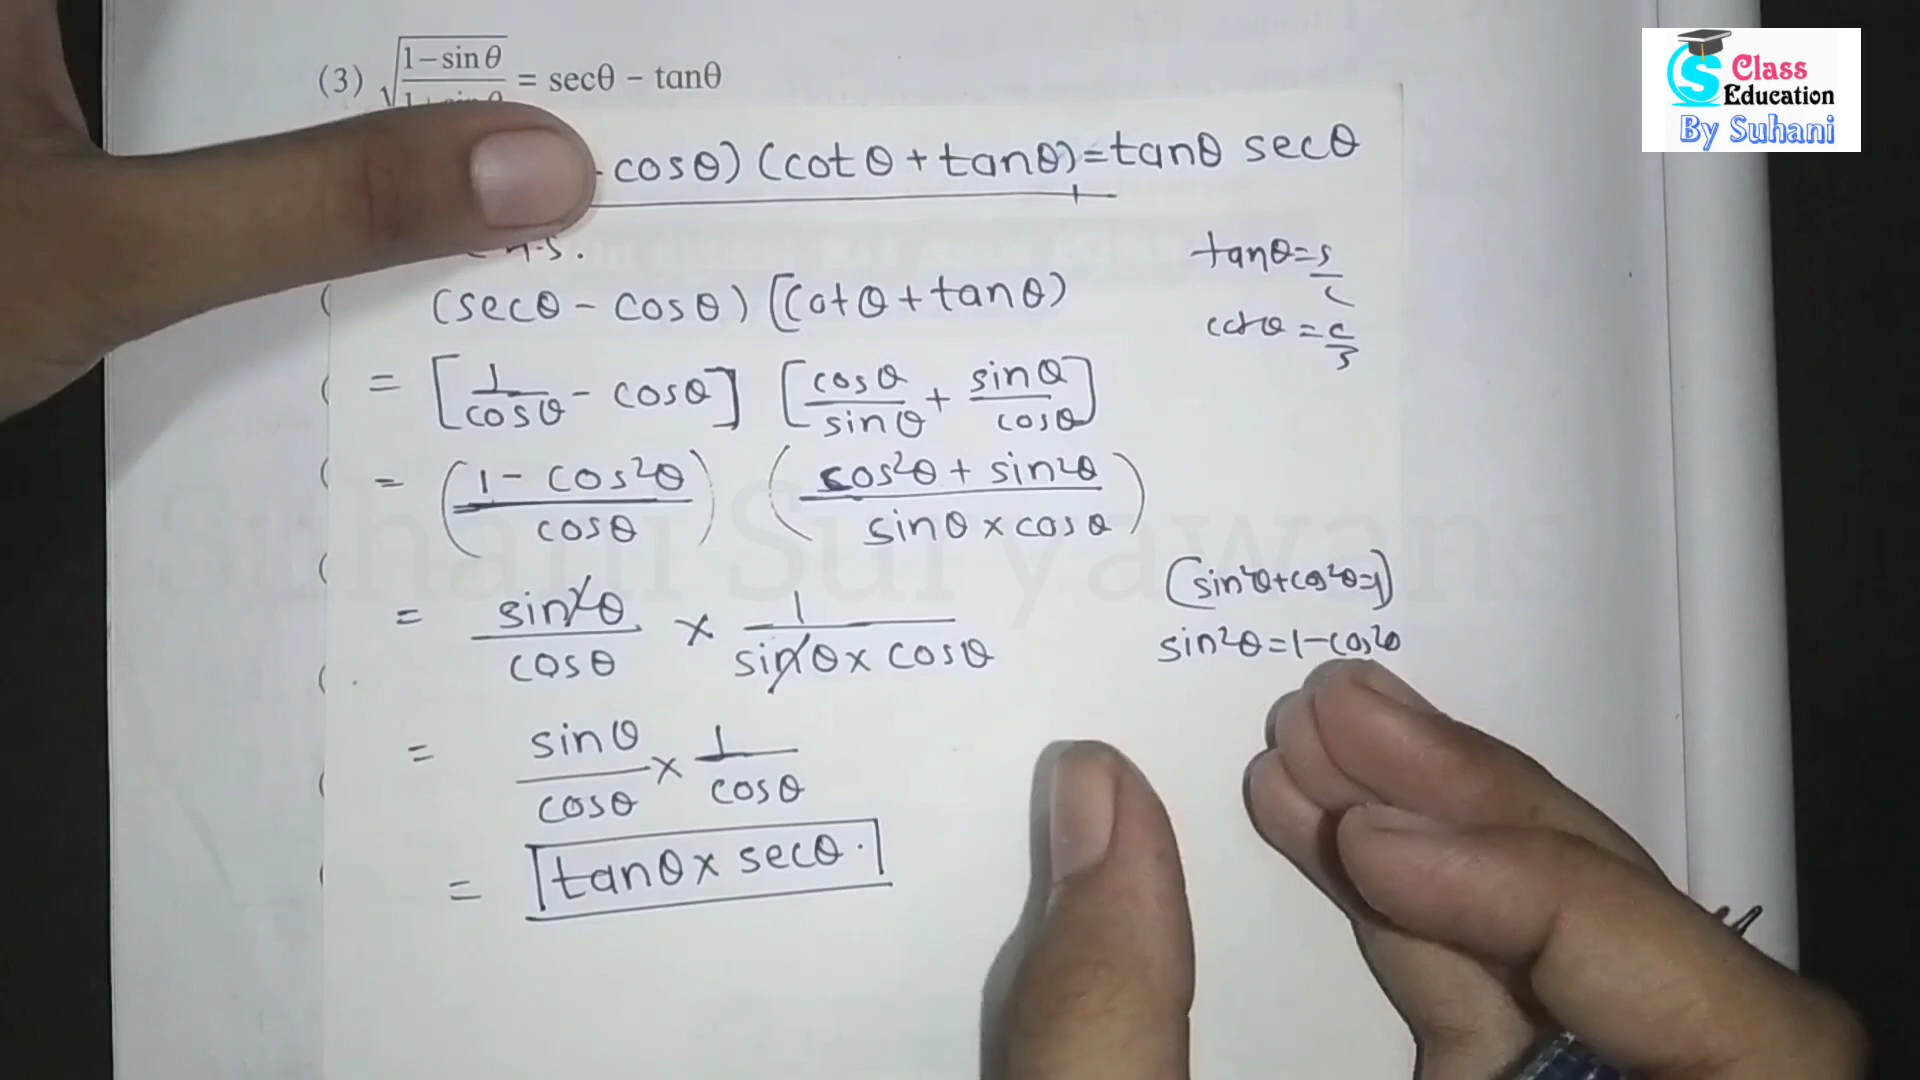 (3) √ 1-sinθ = secθ - tanθ
cosθ) (cotθ + tanθ) = tanθ secθ
(secθ - cosθ) [(cotθ + tanθ)
= [1/cosθ - cosθ] [cosθ/sinθ + sinθ/cosθ]
= (1 - cos²θ/cosθ) (cos²θ + sin²θ/sinθ x cosθ)
= sin²θ/cosθ x 1/sinθ x cosθ
= sinθ/cosθ x 1/cosθ
= tanθ x secθ.
tanθ = s/c
cotθ = c/s
(sin²θ+cos²θ=1)
sin²θ=1-cos²θ
Class
Education
By Suhani
Suhani Suryawans